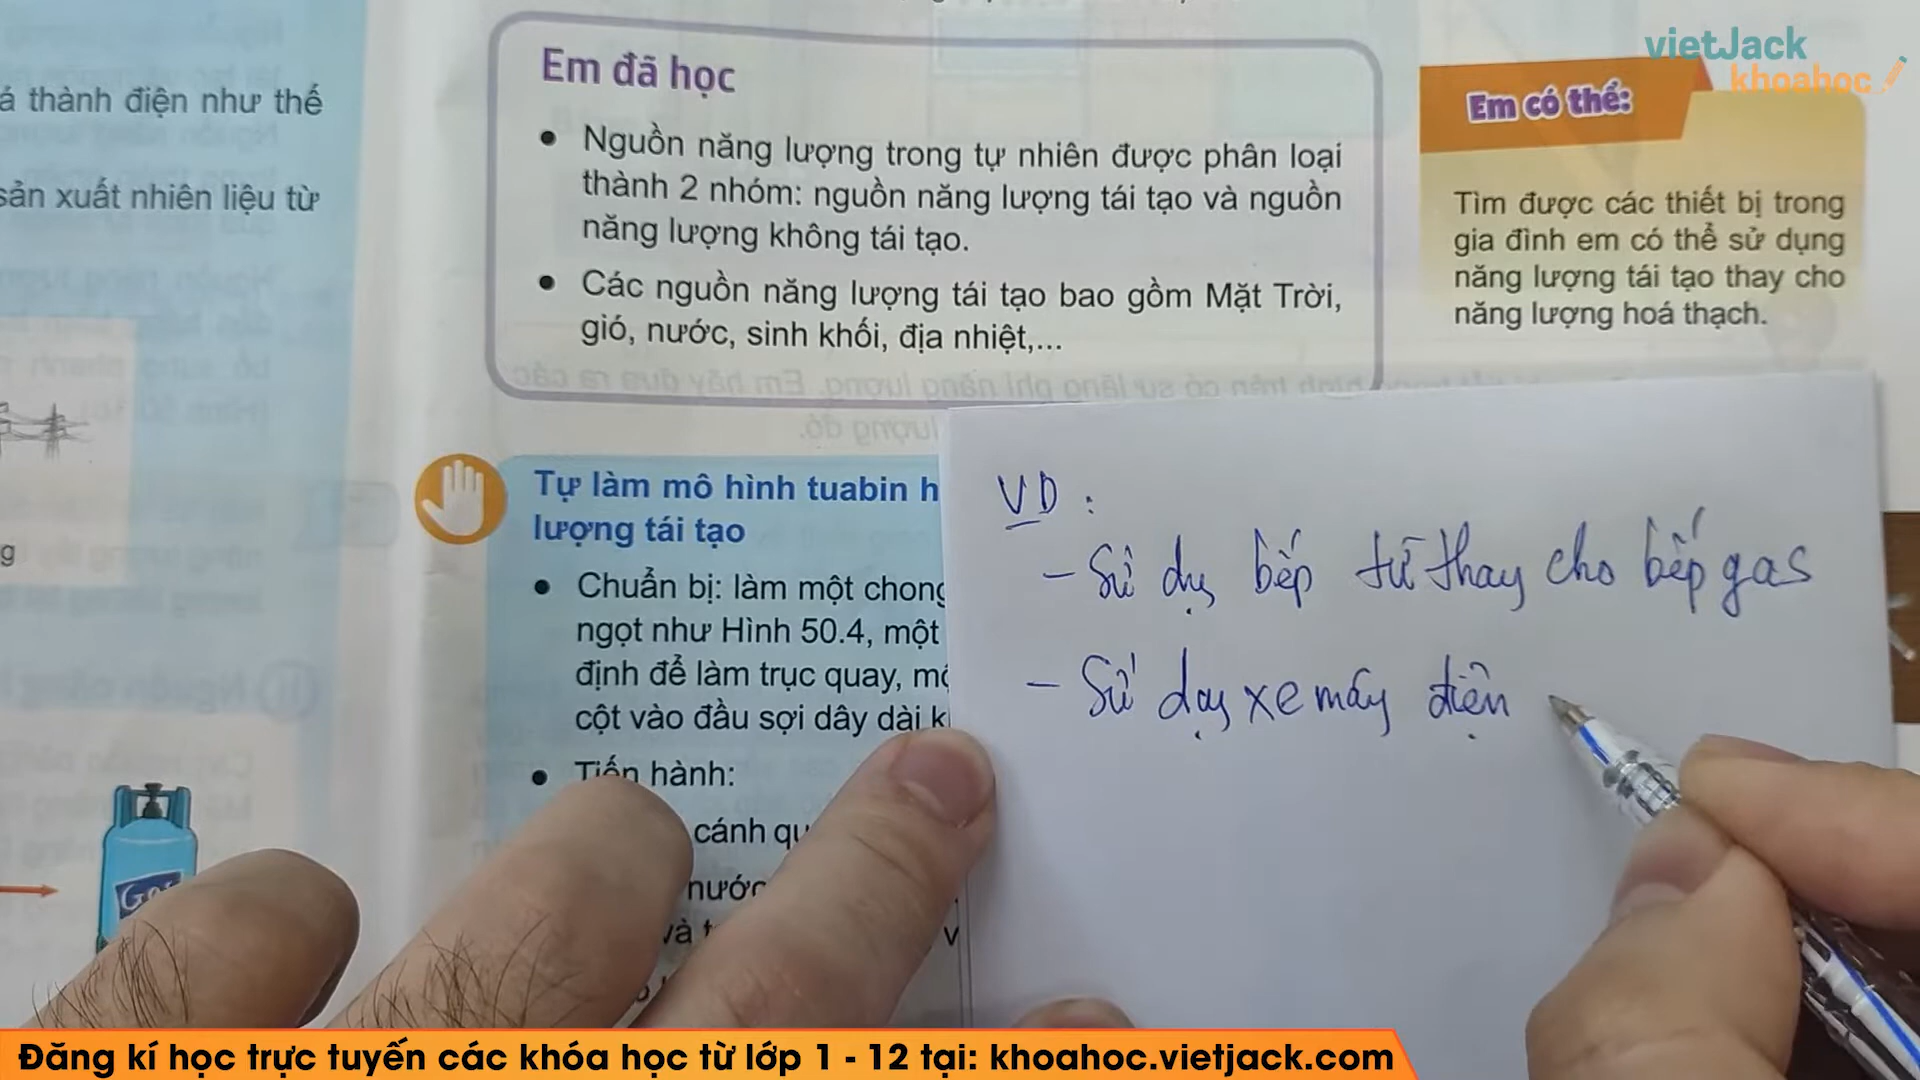 á thành điện như thế
sản xuất nhiên liệu từ
g
Em đã học
• Nguồn năng lượng trong tự nhiên được phân loại
thành 2 nhóm: nguồn năng lượng tái tạo và nguồn
năng lượng không tái tạo.
• Các nguồn năng lượng tái tạo bao gồm Mặt Trời,
gió, nước, sinh khối, địa nhiệt,...
vietJack
khoahoc
Em có thể:
Tìm được các thiết bị trong
gia đình em có thể sử dụng
năng lượng tái tạo thay cho
năng lượng hoá thạch.
Tự làm mô hình tuabin h
lượng tái tạo
• Chuẩn bị: làm một chong
ngọt như Hình 50.4, một
định để làm trục quay, mộ
cột vào đầu sợi dây dài k
• Tiến hành:
cánh qu
nước
và t
v
Gas
VD :
- Sử dụg bếp từ thay cho bếp gas
- Sử dụg xe máy điện
Đăng kí học trực tuyến các khóa học từ lớp 1 - 12 tại: khoahoc.vietjack.com